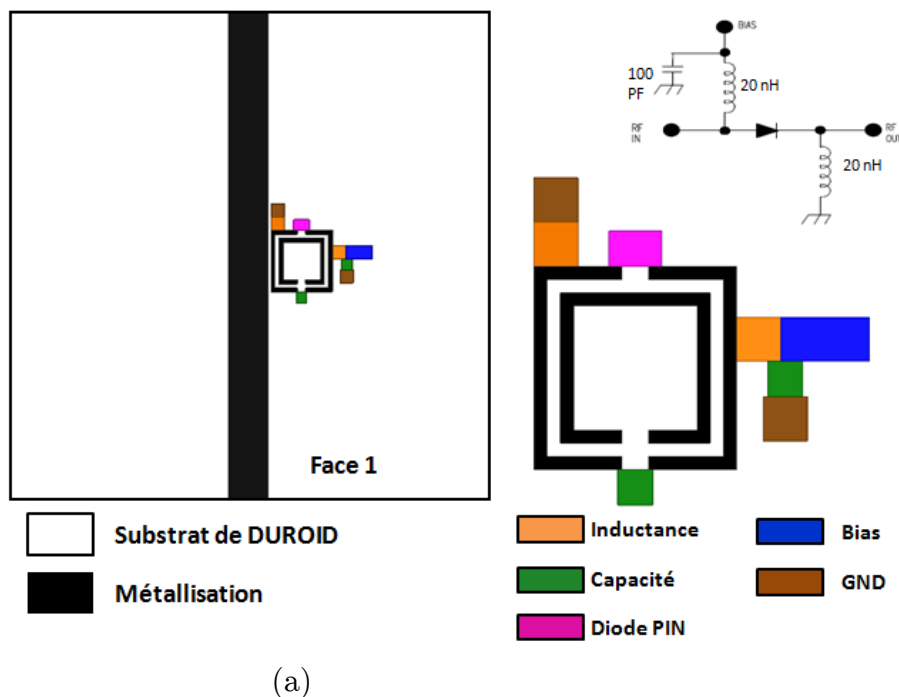 BIAS
100
PF
20 nH
RF
IN
RF
OUT
20 nH
Face 1
Substrat de DUROID
Métallisation
Inductance
Bias
Capacité
GND
Diode PIN
(a)